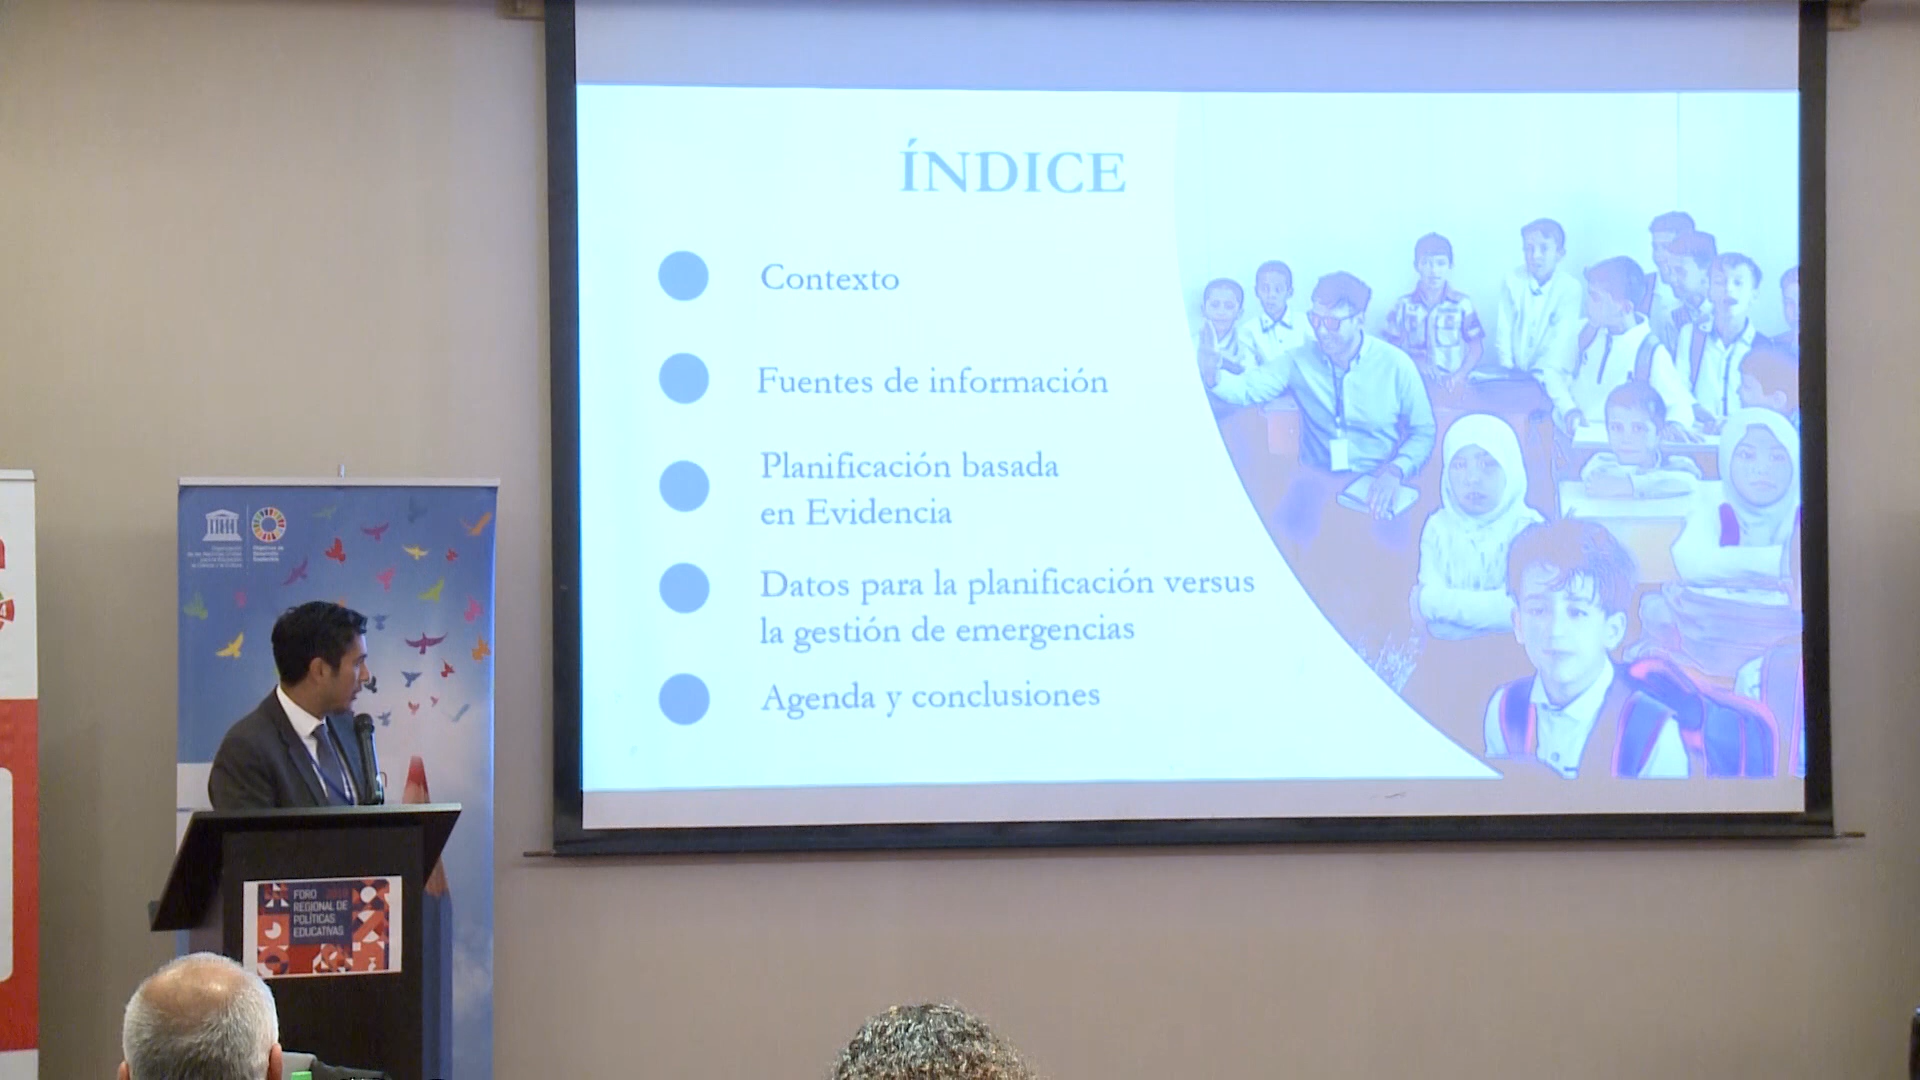 ÍNDICE
Contexto
Fuentes de información
Planificación basada
en Evidencia
Datos para la planificación versus
la gestión de emergencias
Agenda y conclusiones
FORO 2018
REGIONAL DE
POLÍTICAS
EDUCATIVAS